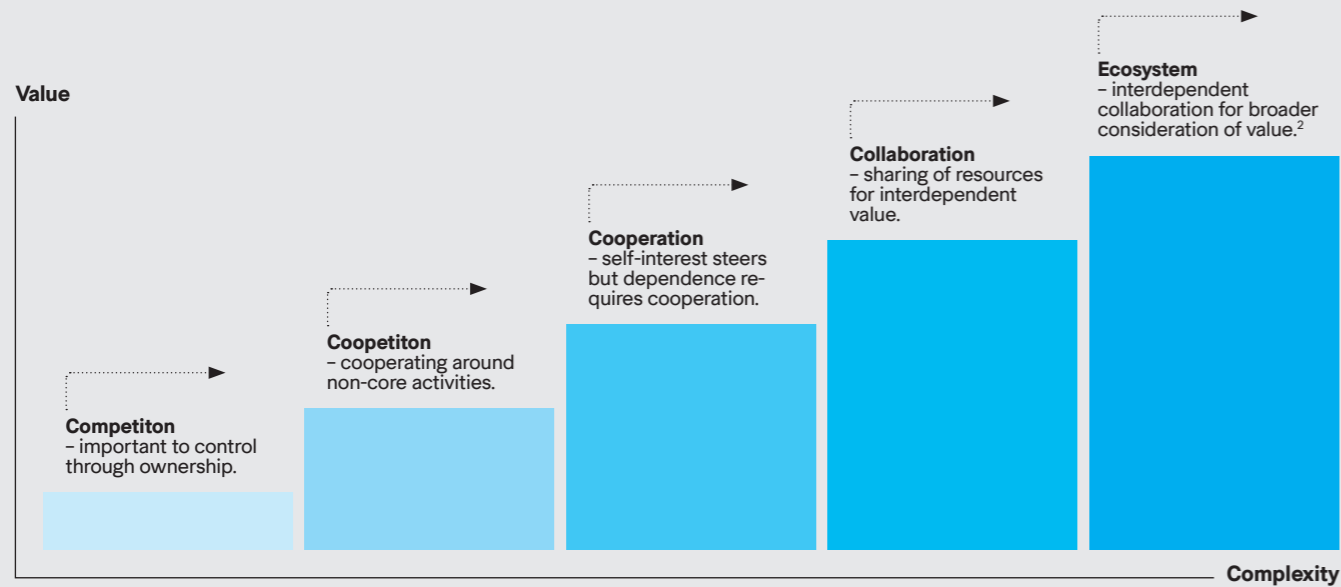 Value
Competiton
– important to control
through ownership.
Coopetiton
– cooperating around
non-core activities.
Cooperation
– self-interest steers
but dependence re-
quires cooperation.
Collaboration
– sharing of resources
for interdependent
value.
Ecosystem
– interdependent
collaboration for broader
consideration of value.²
Complexity